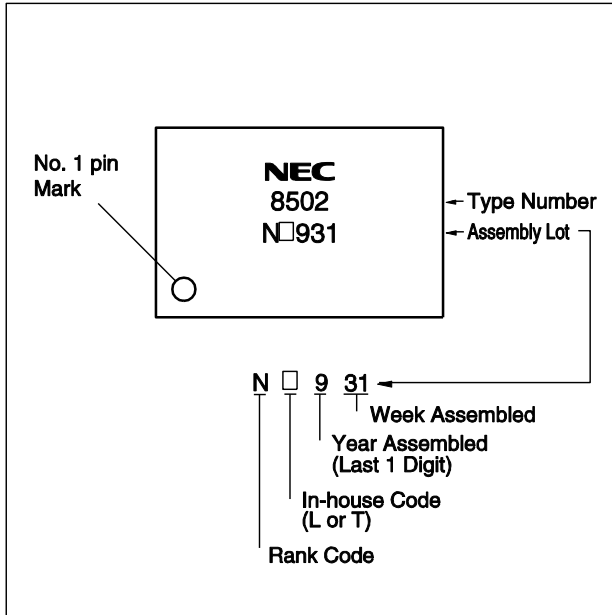 No. 1 pin
Mark
NEC
8502
N□931
Type Number
Assembly Lot
N □ 9 31
Week Assembled
Year Assembled
(Last 1 Digit)
In-house Code
(L or T)
Rank Code